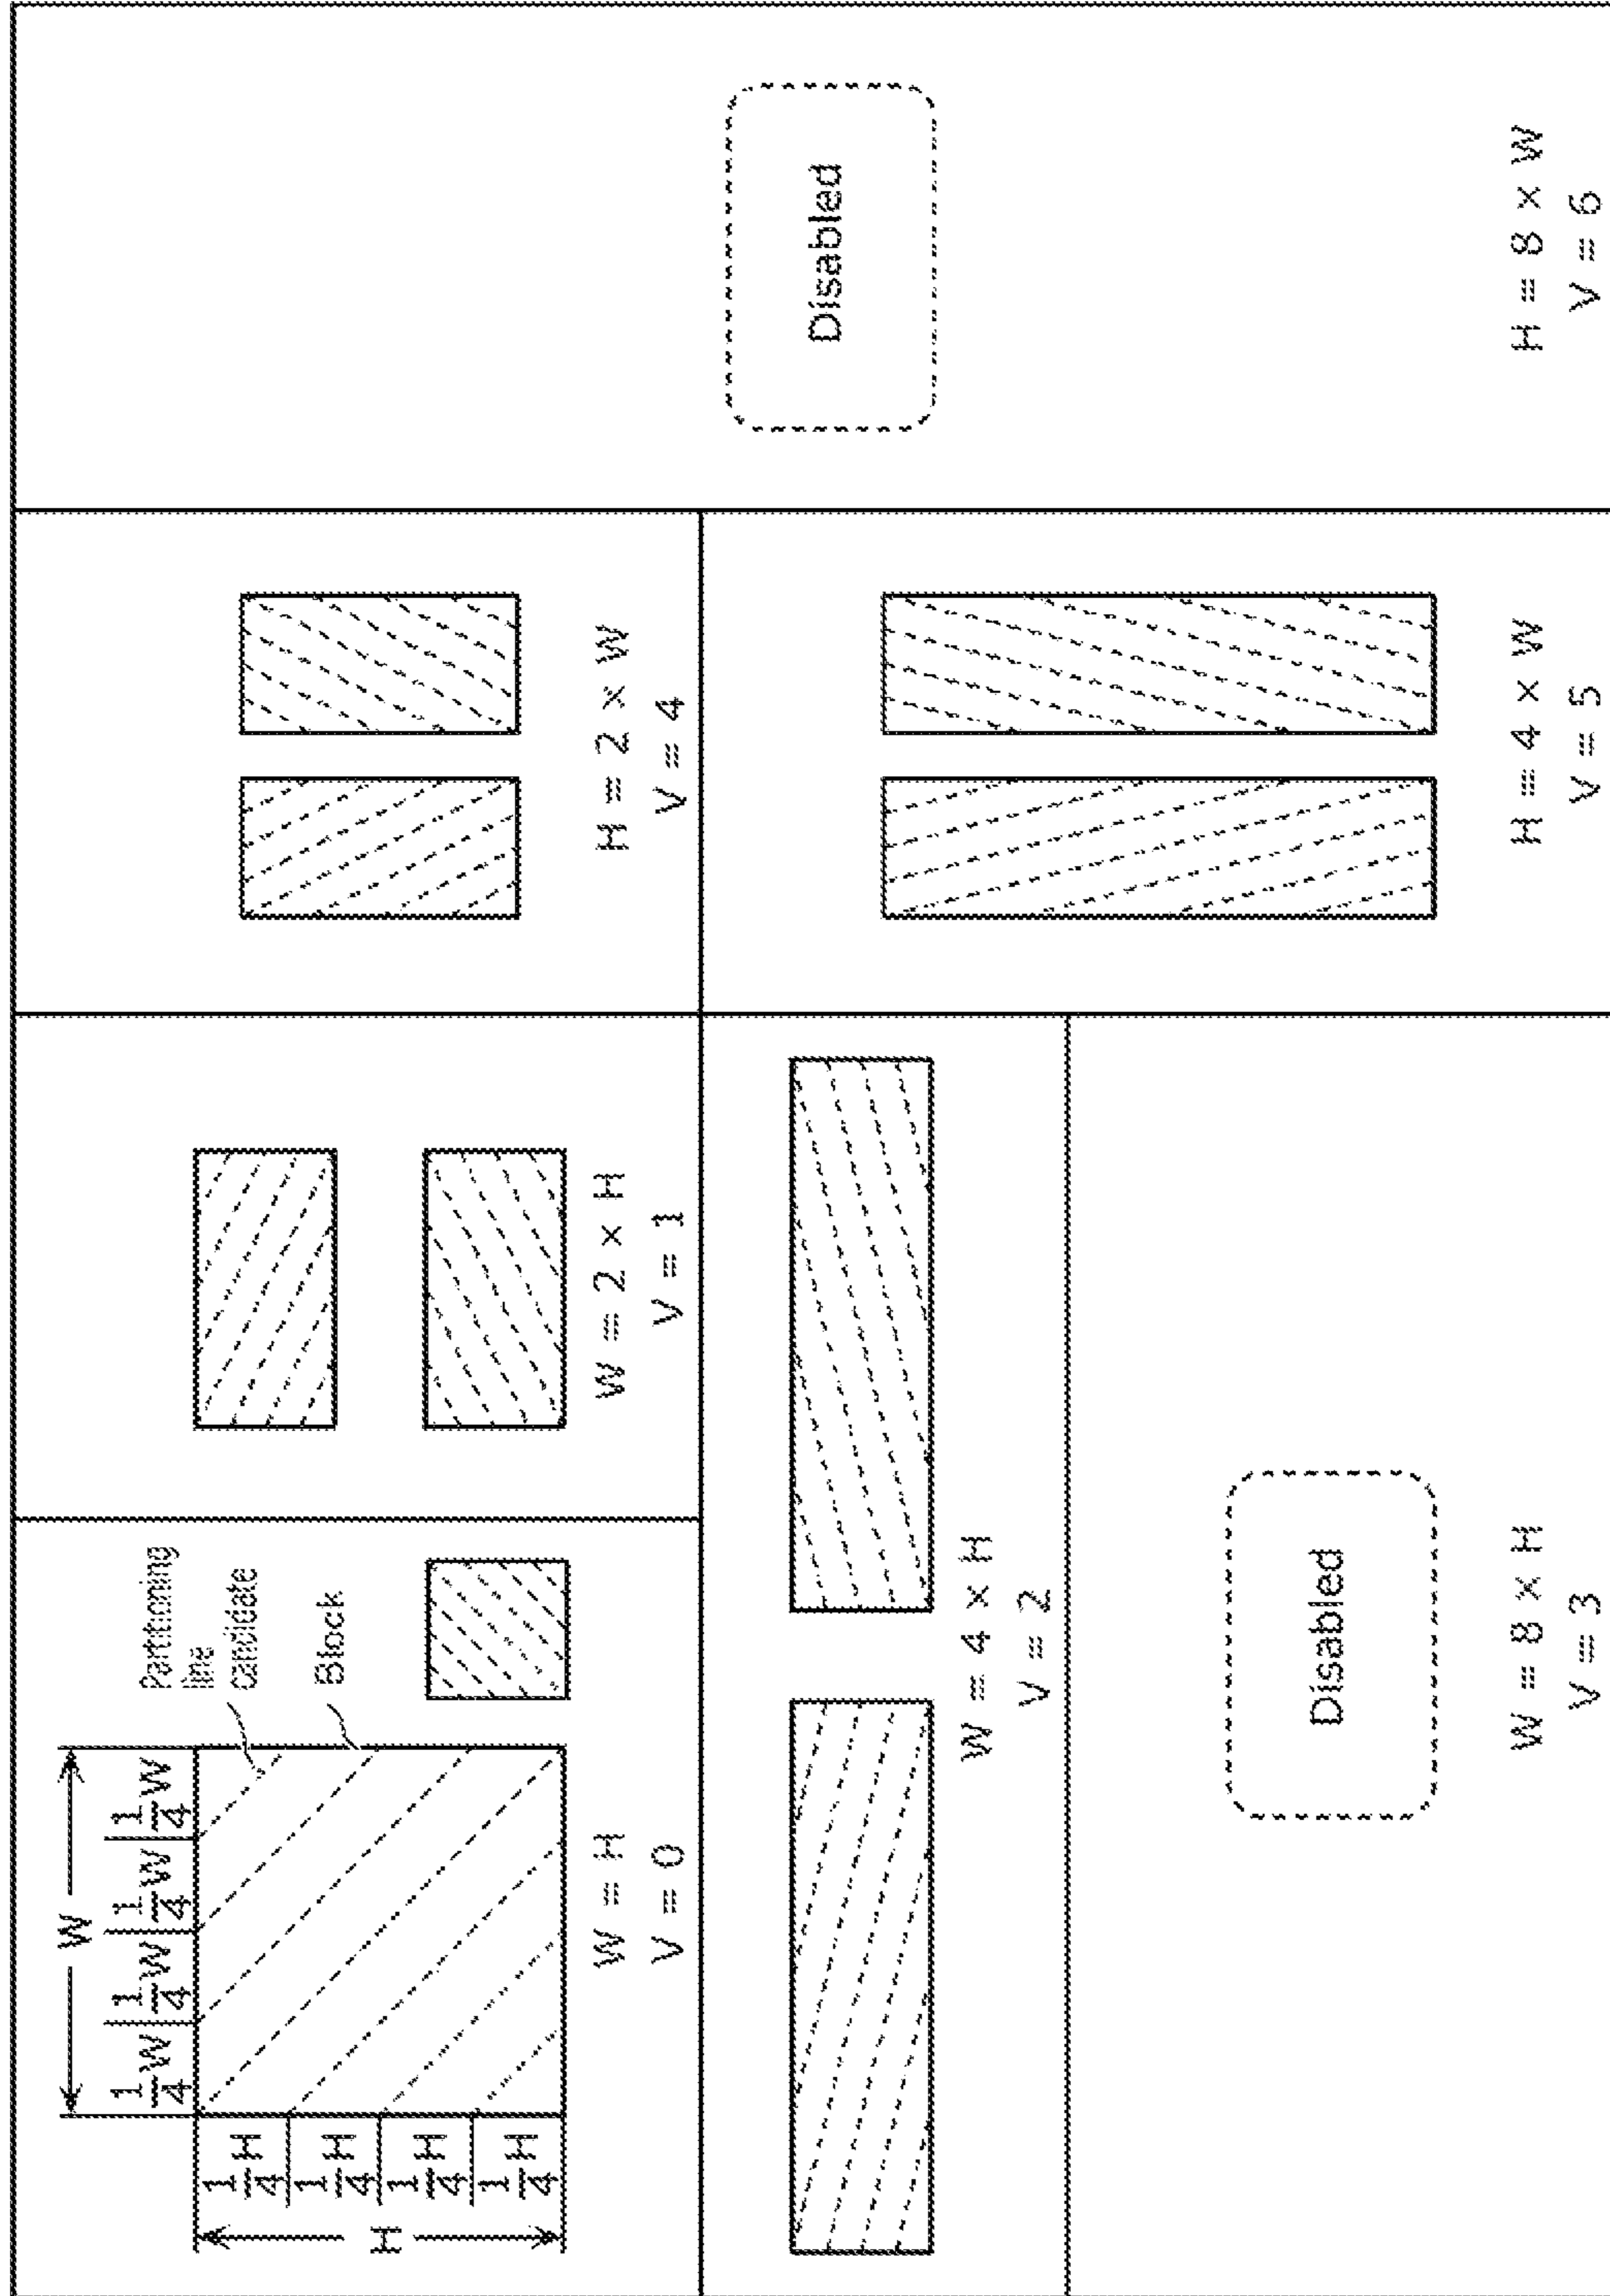 W
1/4 W 1/4 W 1/4 W 1/4 W
H
1/4 H
1/4 H
1/4 H
1/4 H
Partitioning
line
candidate
Block
W = H
V = 0
W = 2 × H
V = 1
H = 2 × W
V = 4
W = 4 × H
V = 2
Disabled
W = 8 × H
V = 3
H = 4 × W
V = 5
Disabled
H = 8 × W
V = 6